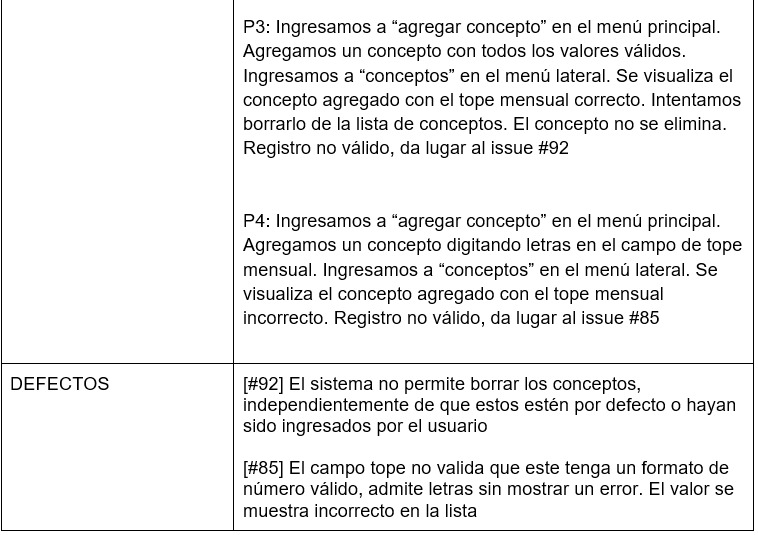 P3: Ingresamos a “agregar concepto” en el menú principal.
Agregamos un concepto con todos los valores válidos.
Ingresamos a “conceptos” en el menú lateral. Se visualiza el
concepto agregado con el tope mensual correcto. Intentamos
borrarlo de la lista de conceptos. El concepto no se elimina.
Registro no válido, da lugar al issue #92
P4: Ingresamos a “agregar concepto” en el menú principal.
Agregamos un concepto digitando letras en el campo de tope
mensual. Ingresamos a “conceptos” en el menú lateral. Se
visualiza el concepto agregado con el tope mensual
incorrecto. Registro no válido, da lugar al issue #85
DEFECTOS
[#92] El sistema no permite borrar los conceptos,
independientemente de que estos estén por defecto o hayan
sido ingresados por el usuario
[#85] El campo tope no valida que este tenga un formato de
número válido, admite letras sin mostrar un error. El valor se
muestra incorrecto en la lista